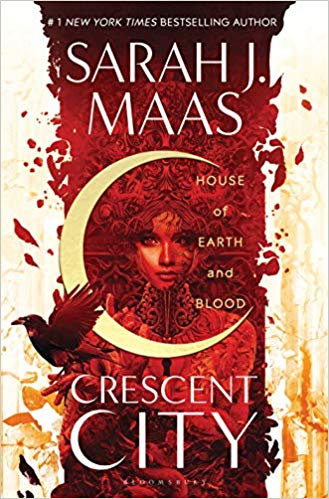 #1 NEW YORK TIMES BESTSELLING AUTHOR
SARAH J.
MAAS
HOUSE
of
EARTH
and
BLOOD
CRESCENT
CITY
BLOOMSBURY